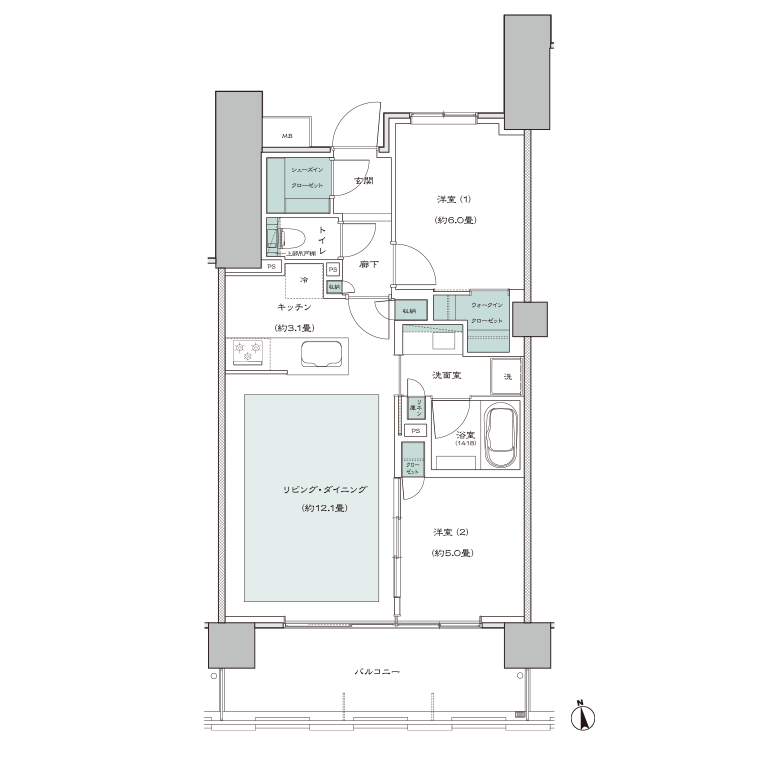 MB
シューズイン
クローゼット
玄関
洋室 (1)
(約6.0畳)
トイレ
上部吊戸棚
PS
冷
PS
収納
廊下
キッチン
(約3.1畳)
収納
ウォークイン
クローゼット
洗面室
洗
リネン庫
PS
浴室
(1418)
クローゼット
リビング・ダイニング
(約12.1畳)
洋室 (2)
(約5.0畳)
バルコニー
N